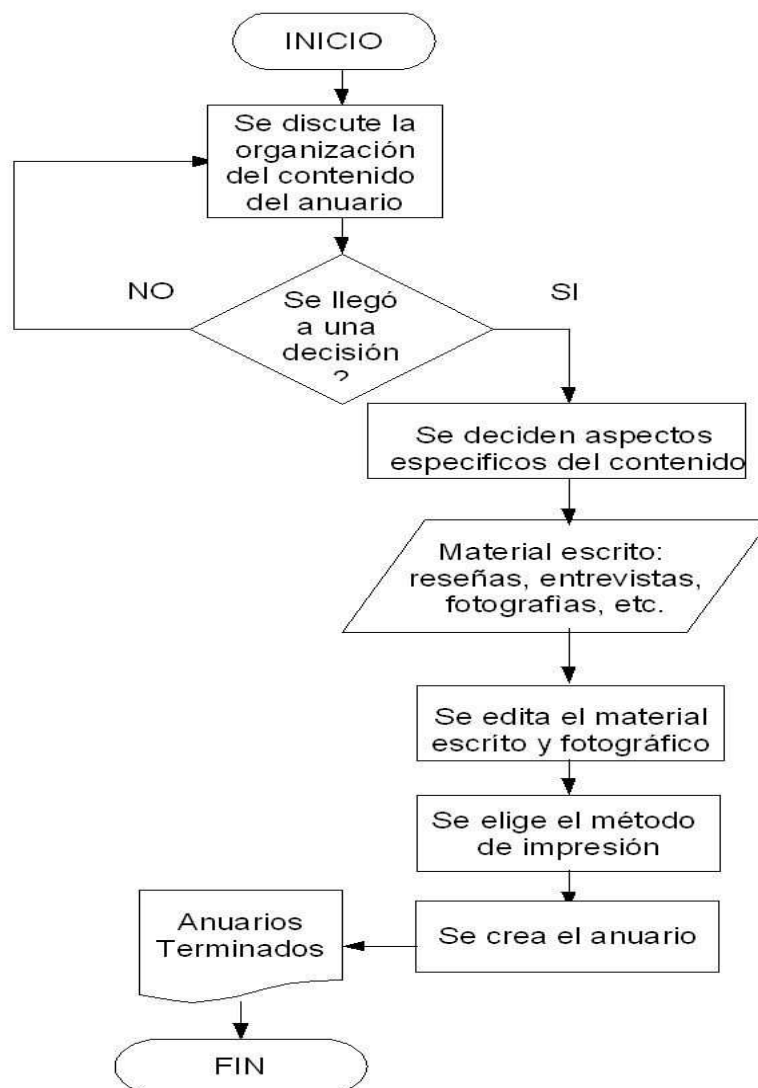 INICIO
Se discute la
organización
del contenido
del anuario
NO
SI
Se llegó
a una
decisión
?
Se deciden aspectos
especificos del contenido
Material escrito:
reseñas, entrevistas,
fotografìas, etc.
Se edita el material
escrito y fotográfico
Se elige el método
de impresión
Se crea el anuario
Anuarios
Terminados
FIN